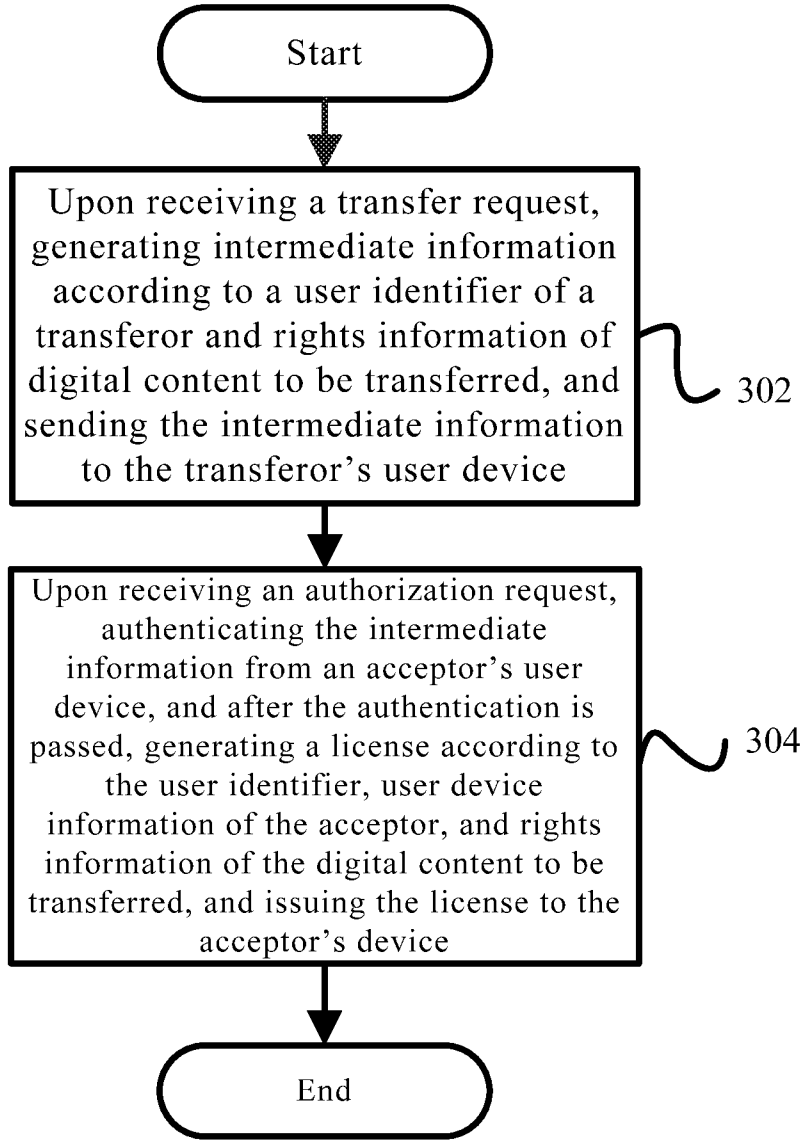 Start
Upon receiving a transfer request,
generating intermediate information
according to a user identifier of a
transferor and rights information of
digital content to be transferred, and
sending the intermediate information
to the transferor’s user device
302
Upon receiving an authorization request,
authenticating the intermediate
information from an acceptor’s user
device, and after the authentication is
passed, generating a license according to
the user identifier, user device
information of the acceptor, and rights
information of the digital content to be
transferred, and issuing the license to the
acceptor’s device
304
End